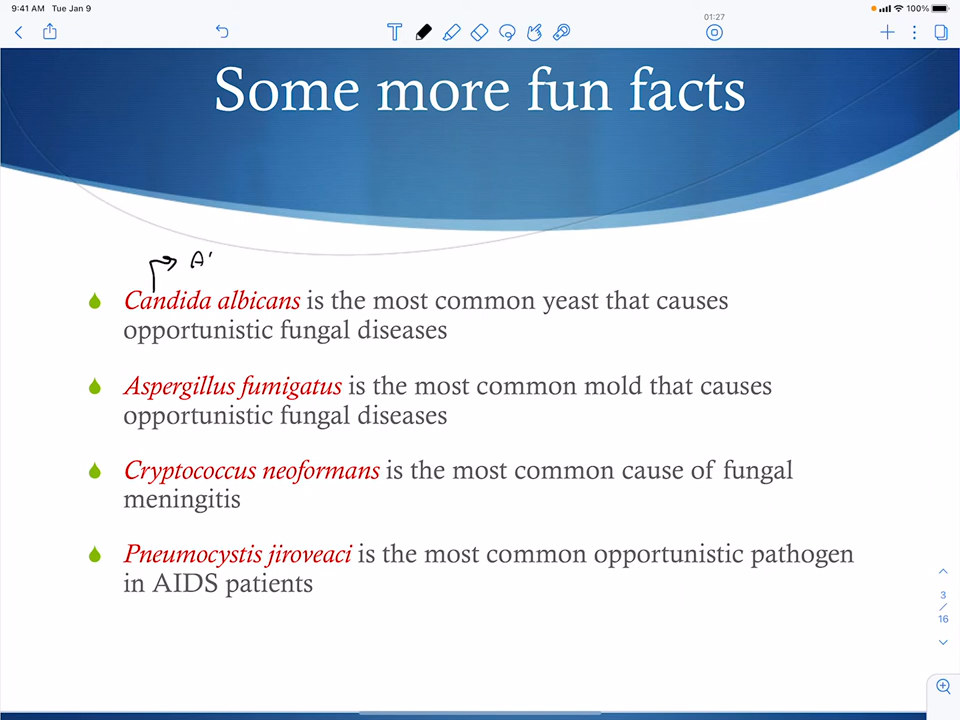 9:41 AM Tue Jan 9
100%
01:27
Some more fun facts
A'
Candida albicans is the most common yeast that causes
opportunistic fungal diseases
Aspergillus fumigatus is the most common mold that causes
opportunistic fungal diseases
Cryptococcus neoformans is the most common cause of fungal
meningitis
Pneumocystis jiroveaci is the most common opportunistic pathogen
in AIDS patients
3
/
16